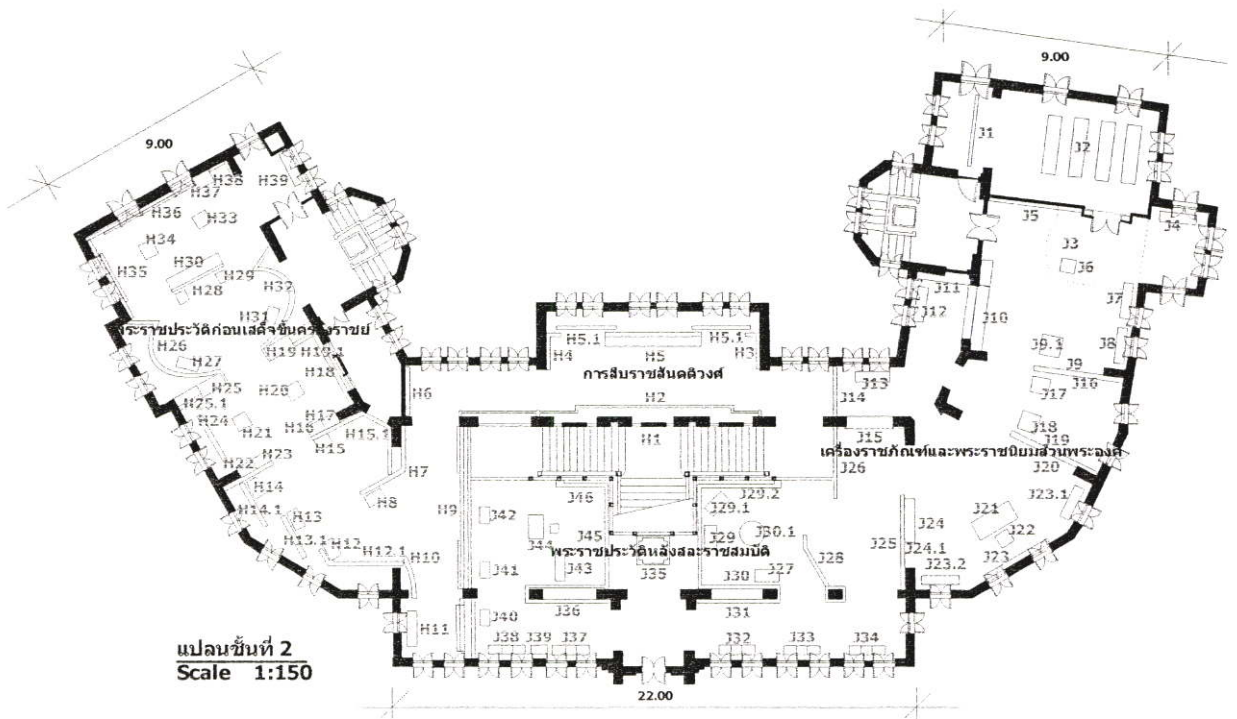 9.00
9.00
J1
J2
H38
H39
H37
H36
H33
H34
H35
H30
H29
H28
H32
H31
พระราชประวัติก่อนเสด็จขึ้นครองราชย์
H26
H27
H19
H19.1
H18
H25
H25.1
H20
H24
H21
H17
H16
H15
H15.1
H22
H23
H14
H14.1
H13
H13.1
H12
H12.1
H10
H11
H7
H8
H9
H6
H5.1
H4
H5
H5.1
H3
การสืบราชสันตติวงศ์
H2
H1
J5
J4
J3
J6
J7
J11
J12
J10
J8
J9.1
J9
J16
J17
J13
J14
J15
J18
J19
J20
เครื่องราชภัณฑ์และพระราชนิยมส่วนพระองค์
J26
J23.1
J21
J22
J23
J23.2
J24
J24.1
J25
J46
J29.2
J29.1
J42
J44
J45
J29
J30.1
พระราชประวัติหลังสละราชสมบัติ
J28
J41
J43
J35
J30
J27
J36
J31
J40
J38
J39
J37
J32
J33
J34
แปลนชั้นที่ 2
Scale 1:150
22.00